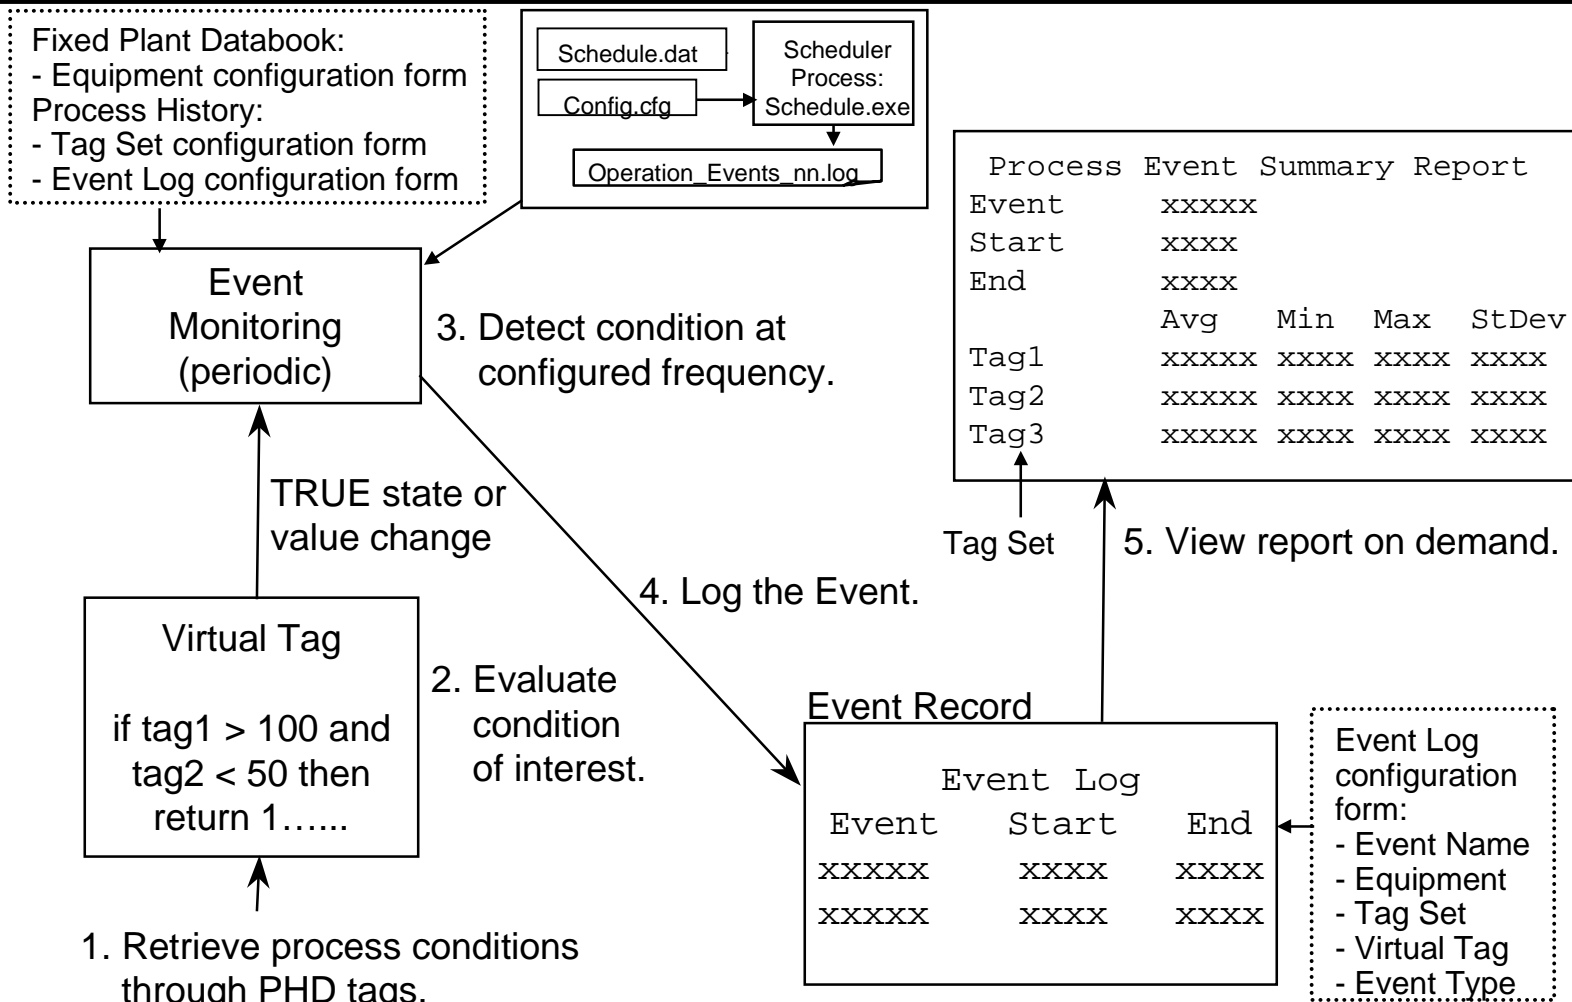 Fixed Plant Databook:
- Equipment configuration form
Process History:
- Tag Set configuration form
- Event Log configuration form
Schedule.dat
Config.cfg
Scheduler
Process:
Schedule.exe
Operation_Events_nn.log
Event
Monitoring
(periodic)
3. Detect condition at
configured frequency.
Process Event Summary Report
Event xxxxx
Start xxxx
End xxxx
Avg Min Max StDev
Tag1 xxxxx xxxx xxxx xxxx
Tag2 xxxxx xxxx xxxx xxxx
Tag3 xxxxx xxxx xxxx xxxx
Tag Set
5. View report on demand.
TRUE state or
value change
4. Log the Event.
Virtual Tag
if tag1 > 100 and
tag2 < 50 then
return 1…...
2. Evaluate
condition
of interest.
Event Record
Event Log
Event Start End
xxxxx xxxx xxxx
xxxxx xxxx xxxx
Event Log
configuration
form:
- Event Name
- Equipment
- Tag Set
- Virtual Tag
- Event Type
1. Retrieve process conditions
through PHD tags.